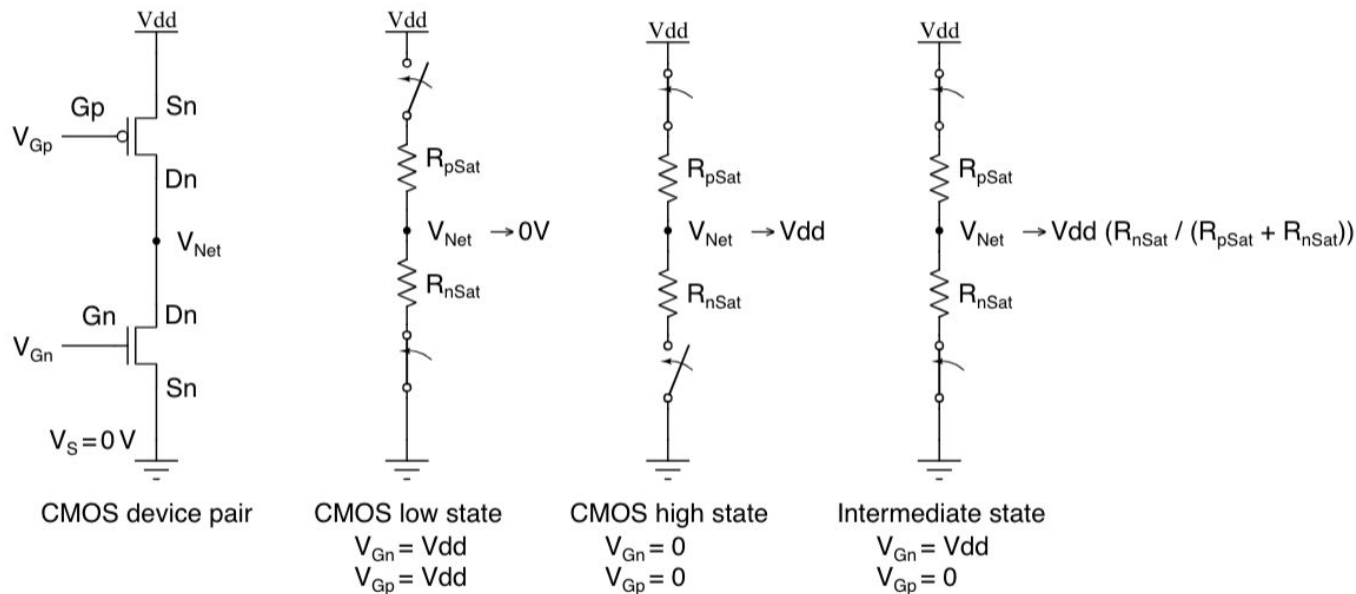 Vdd
Gp
Sn
V_Gp
Dn
V_Net
Gn
Dn
V_Gn
Sn
V_S = 0 V
CMOS device pair
Vdd
R_pSat
V_Net → 0V
R_nSat
CMOS low state
V_Gn = Vdd
V_Gp = Vdd
Vdd
R_pSat
V_Net → Vdd
R_nSat
CMOS high state
V_Gn = 0
V_Gp = 0
Vdd
R_pSat
V_Net → Vdd (R_nSat / (R_pSat + R_nSat))
R_nSat
Intermediate state
V_Gn = Vdd
V_Gp = 0